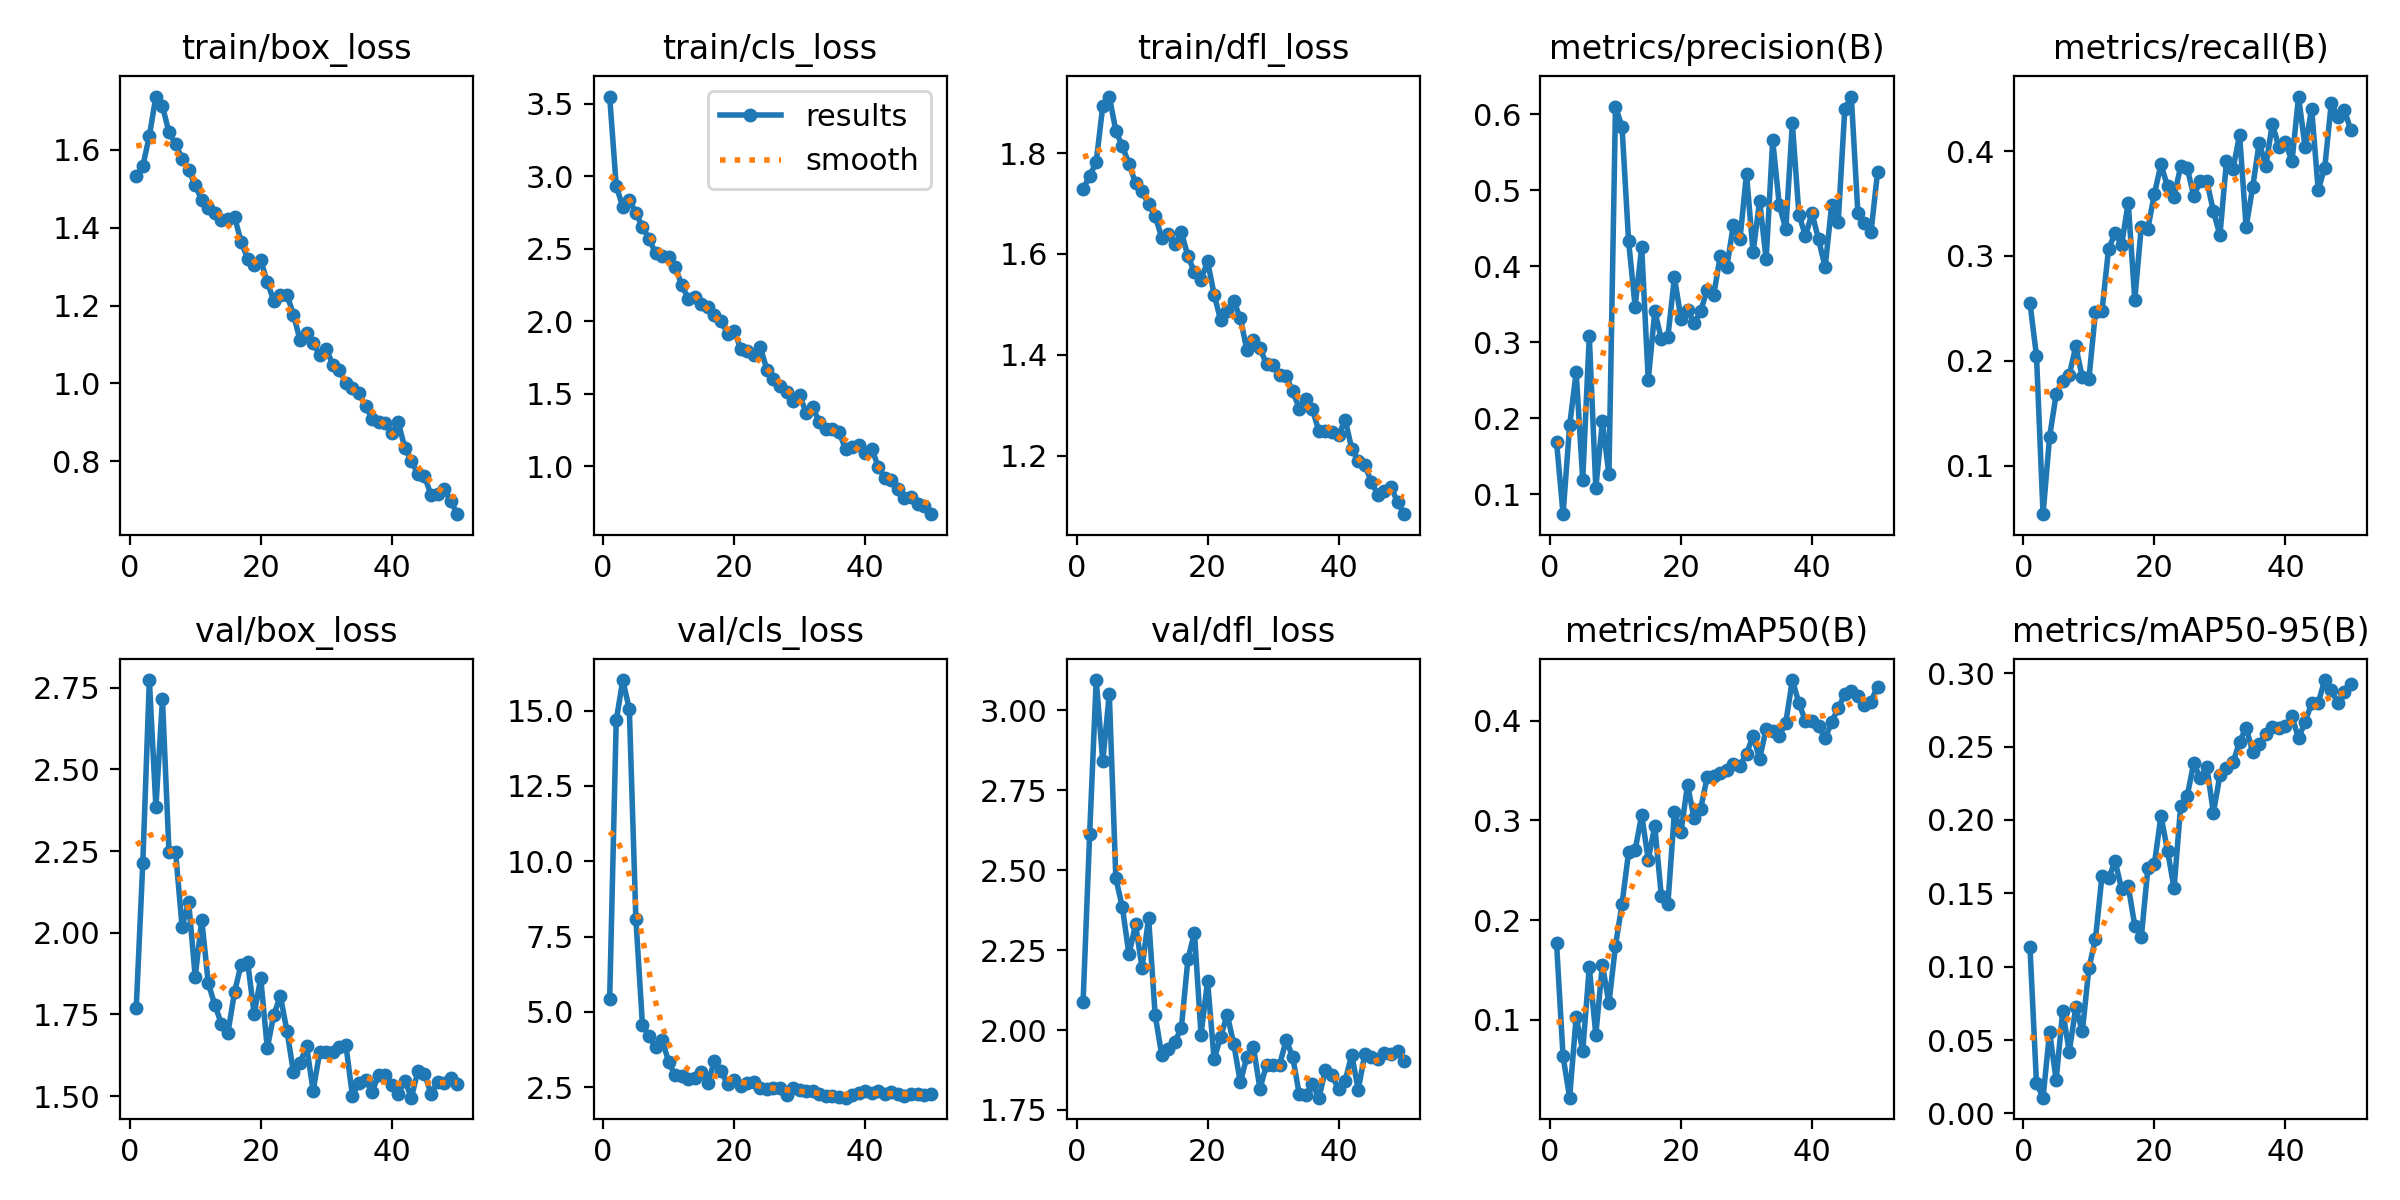 train/box_loss
train/cls_loss
train/dfl_loss
metrics/precision(B)
metrics/recall(B)
1.6
1.4
1.2
1.0
0.8
0 20 40
3.5
3.0
2.5
2.0
1.5
1.0
results
smooth
0 20 40
1.8
1.6
1.4
1.2
0 20 40
0.6
0.5
0.4
0.3
0.2
0.1
0 20 40
0.4
0.3
0.2
0.1
0 20 40
val/box_loss
val/cls_loss
val/dfl_loss
metrics/mAP50(B)
metrics/mAP50-95(B)
2.75
2.50
2.25
2.00
1.75
1.50
0 20 40
15.0
12.5
10.0
7.5
5.0
2.5
0 20 40
3.00
2.75
2.50
2.25
2.00
1.75
0 20 40
0.4
0.3
0.2
0.1
0 20 40
0.30
0.25
0.20
0.15
0.10
0.05
0.00
0 20 40